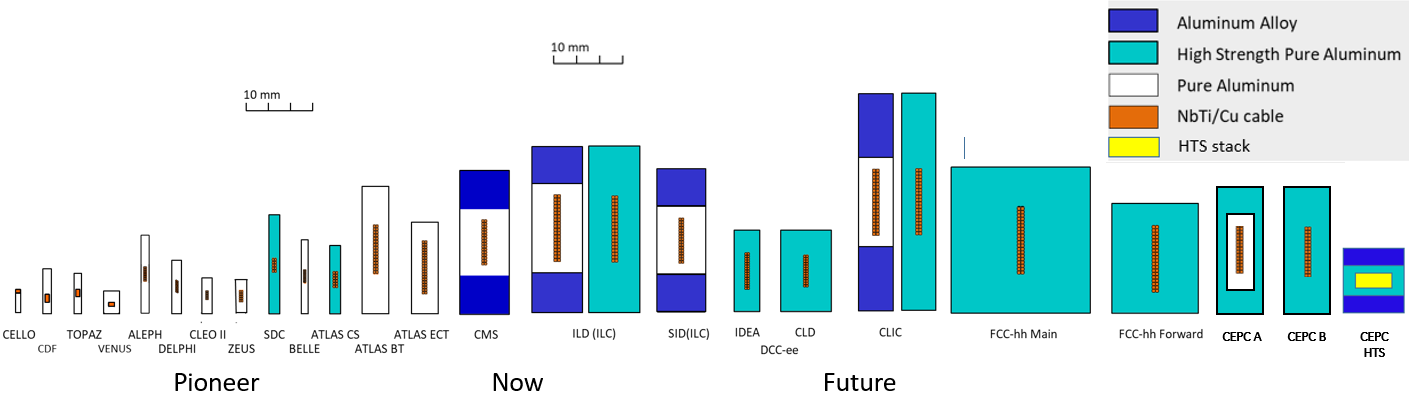 10 mm
10 mm
Aluminum Alloy
High Strength Pure Aluminum
Pure Aluminum
NbTi/Cu cable
HTS stack
CELLO
CDF
TOPAZ
VENUS
ALEPH
DELPHI
CLEO II
ZEUS
SDC
BELLE
ATLAS CS
ATLAS BT
ATLAS ECT
CMS
ILD (ILC)
SID(ILC)
IDEA
CLD
DCC-ee
CLIC
FCC-hh Main
FCC-hh Forward
CEPC A
CEPC B
CEPC
HTS
Pioneer
Now
Future